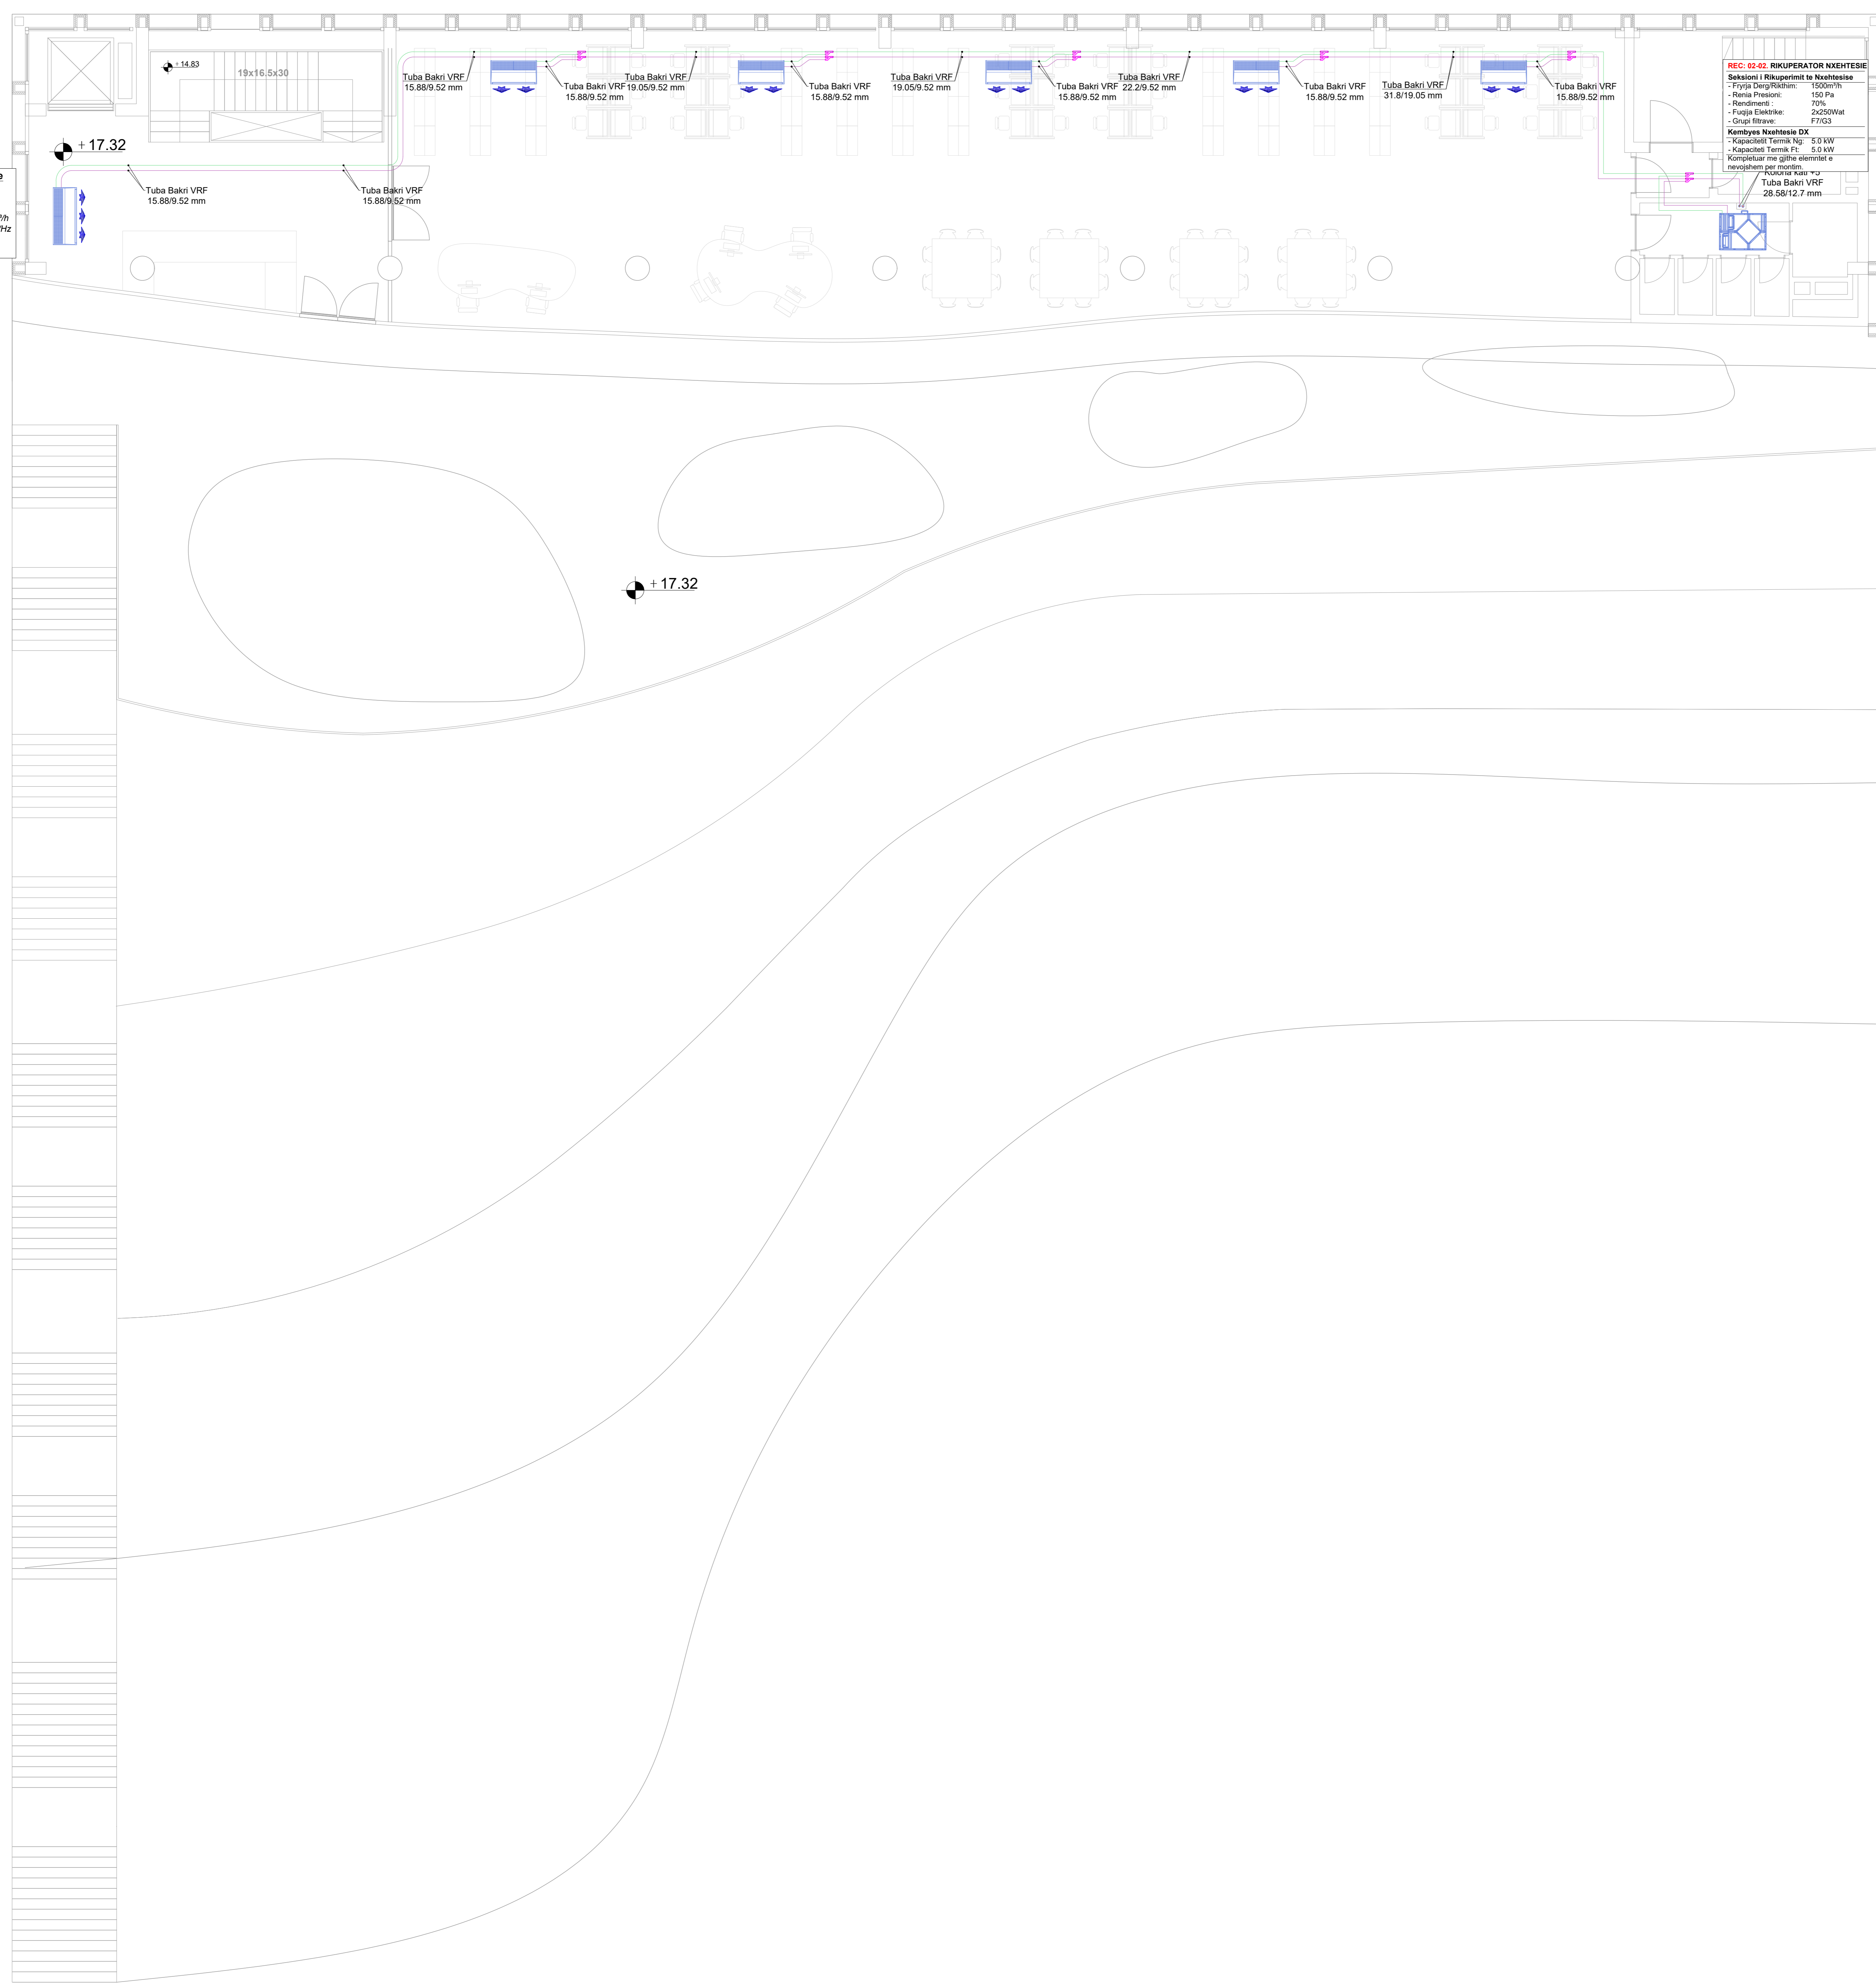 +14.83
19x16.5x30
+17.32
e
³/h
/Hz
Tuba Bakri VRF
15.88/9.52 mm
Tuba Bakri VRF
15.88/9.52 mm
Tuba Bakri VRF
15.88/9.52 mm
Tuba Bakri VRF
15.88/9.52 mm
Tuba Bakri VRF
19.05/9.52 mm
Tuba Bakri VRF
15.88/9.52 mm
Tuba Bakri VRF
19.05/9.52 mm
Tuba Bakri VRF
15.88/9.52 mm
Tuba Bakri VRF
22.2/9.52 mm
Tuba Bakri VRF
15.88/9.52 mm
Tuba Bakri VRF
31.8/19.05 mm
Tuba Bakri VRF
15.88/9.52 mm
REC: 02-02. RIKUPERATOR NXEHTESIE
Seksioni i Rikuperimit te Nxehtesise
- Fryrja Derg/Rikthim: 1500m³/h
- Renia Presioni: 150 Pa
- Rendimenti : 70%
- Fuqija Elektrike: 2x250Wat
- Grupi filtrave: F7/G3
Kembyes Nxehtesie DX
- Kapacitetit Termik Ng: 5.0 kW
- Kapaciteti Termik Ft: 5.0 kW
Kompletuar me gjithe elemntet e
nevojshem per montim.
Kolona kati +5
Tuba Bakri VRF
28.58/12.7 mm
+17.32